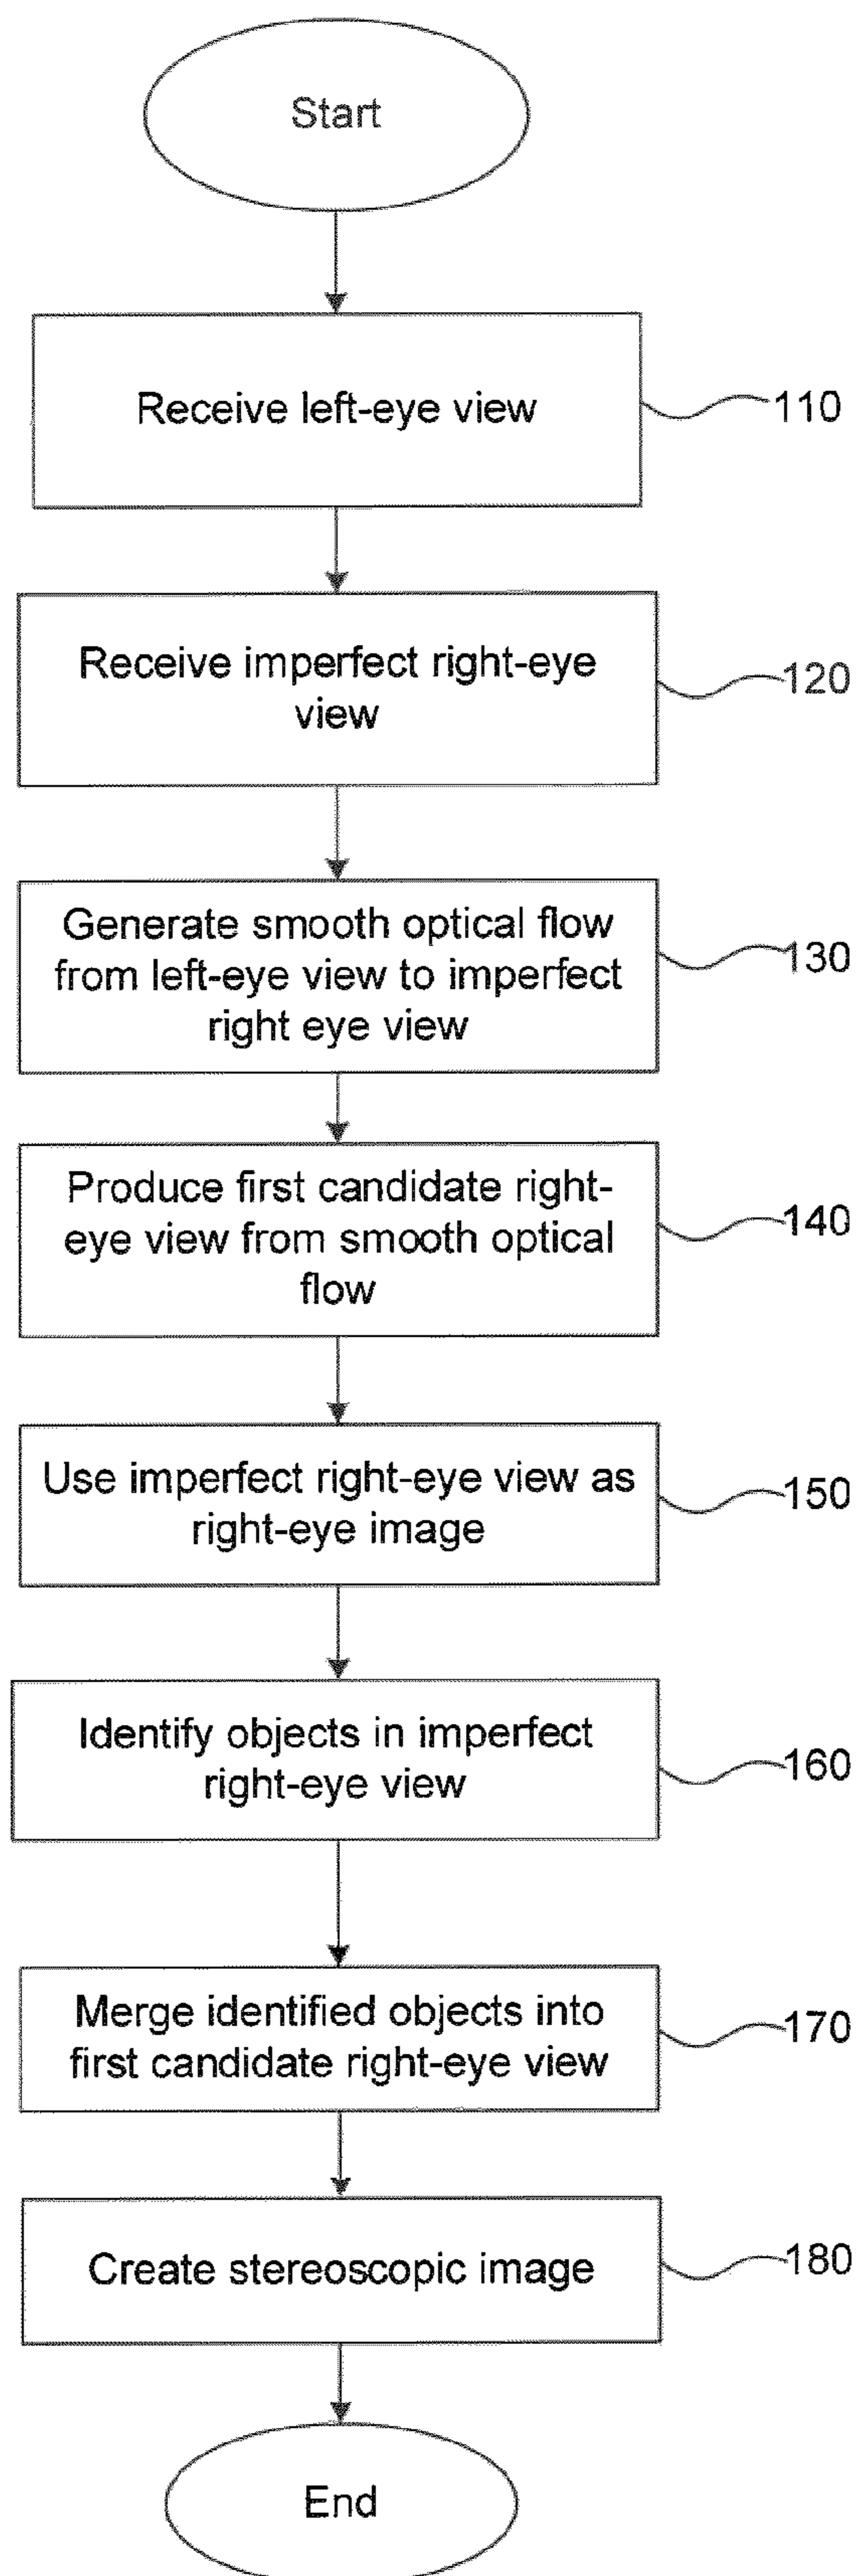 Start
Receive left-eye view
110
Receive imperfect right-eye
view
120
Generate smooth optical flow
from left-eye view to imperfect
right eye view
130
Produce first candidate right-
eye view from smooth optical
flow
140
Use imperfect right-eye view as
right-eye image
150
Identify objects in imperfect
right-eye view
160
Merge identified objects into
first candidate right-eye view
170
Create stereoscopic image
180
End